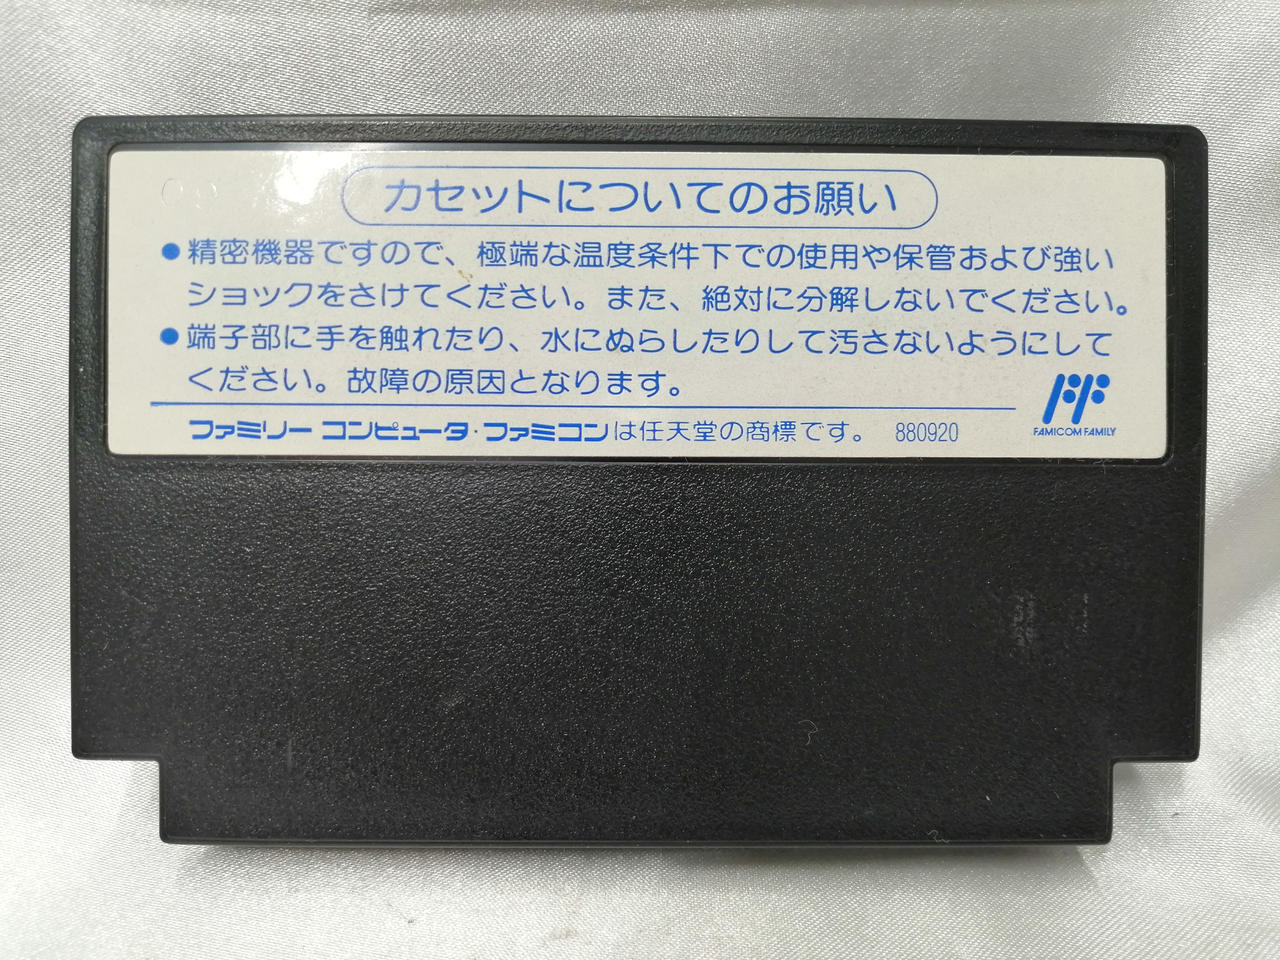 カセットについてのお願い
●精密機器ですので、極端な温度条件下での使用や保管および強い
ショックをさけてください。また、絶対に分解しないでください。
●端子部に手を触れたり、水にぬらしたりして汚さないようにして
ください。故障の原因となります。
ファミリーコンピュータ・ファミコンは任天堂の商標です。 880920
FF
FAMICOM FAMILY